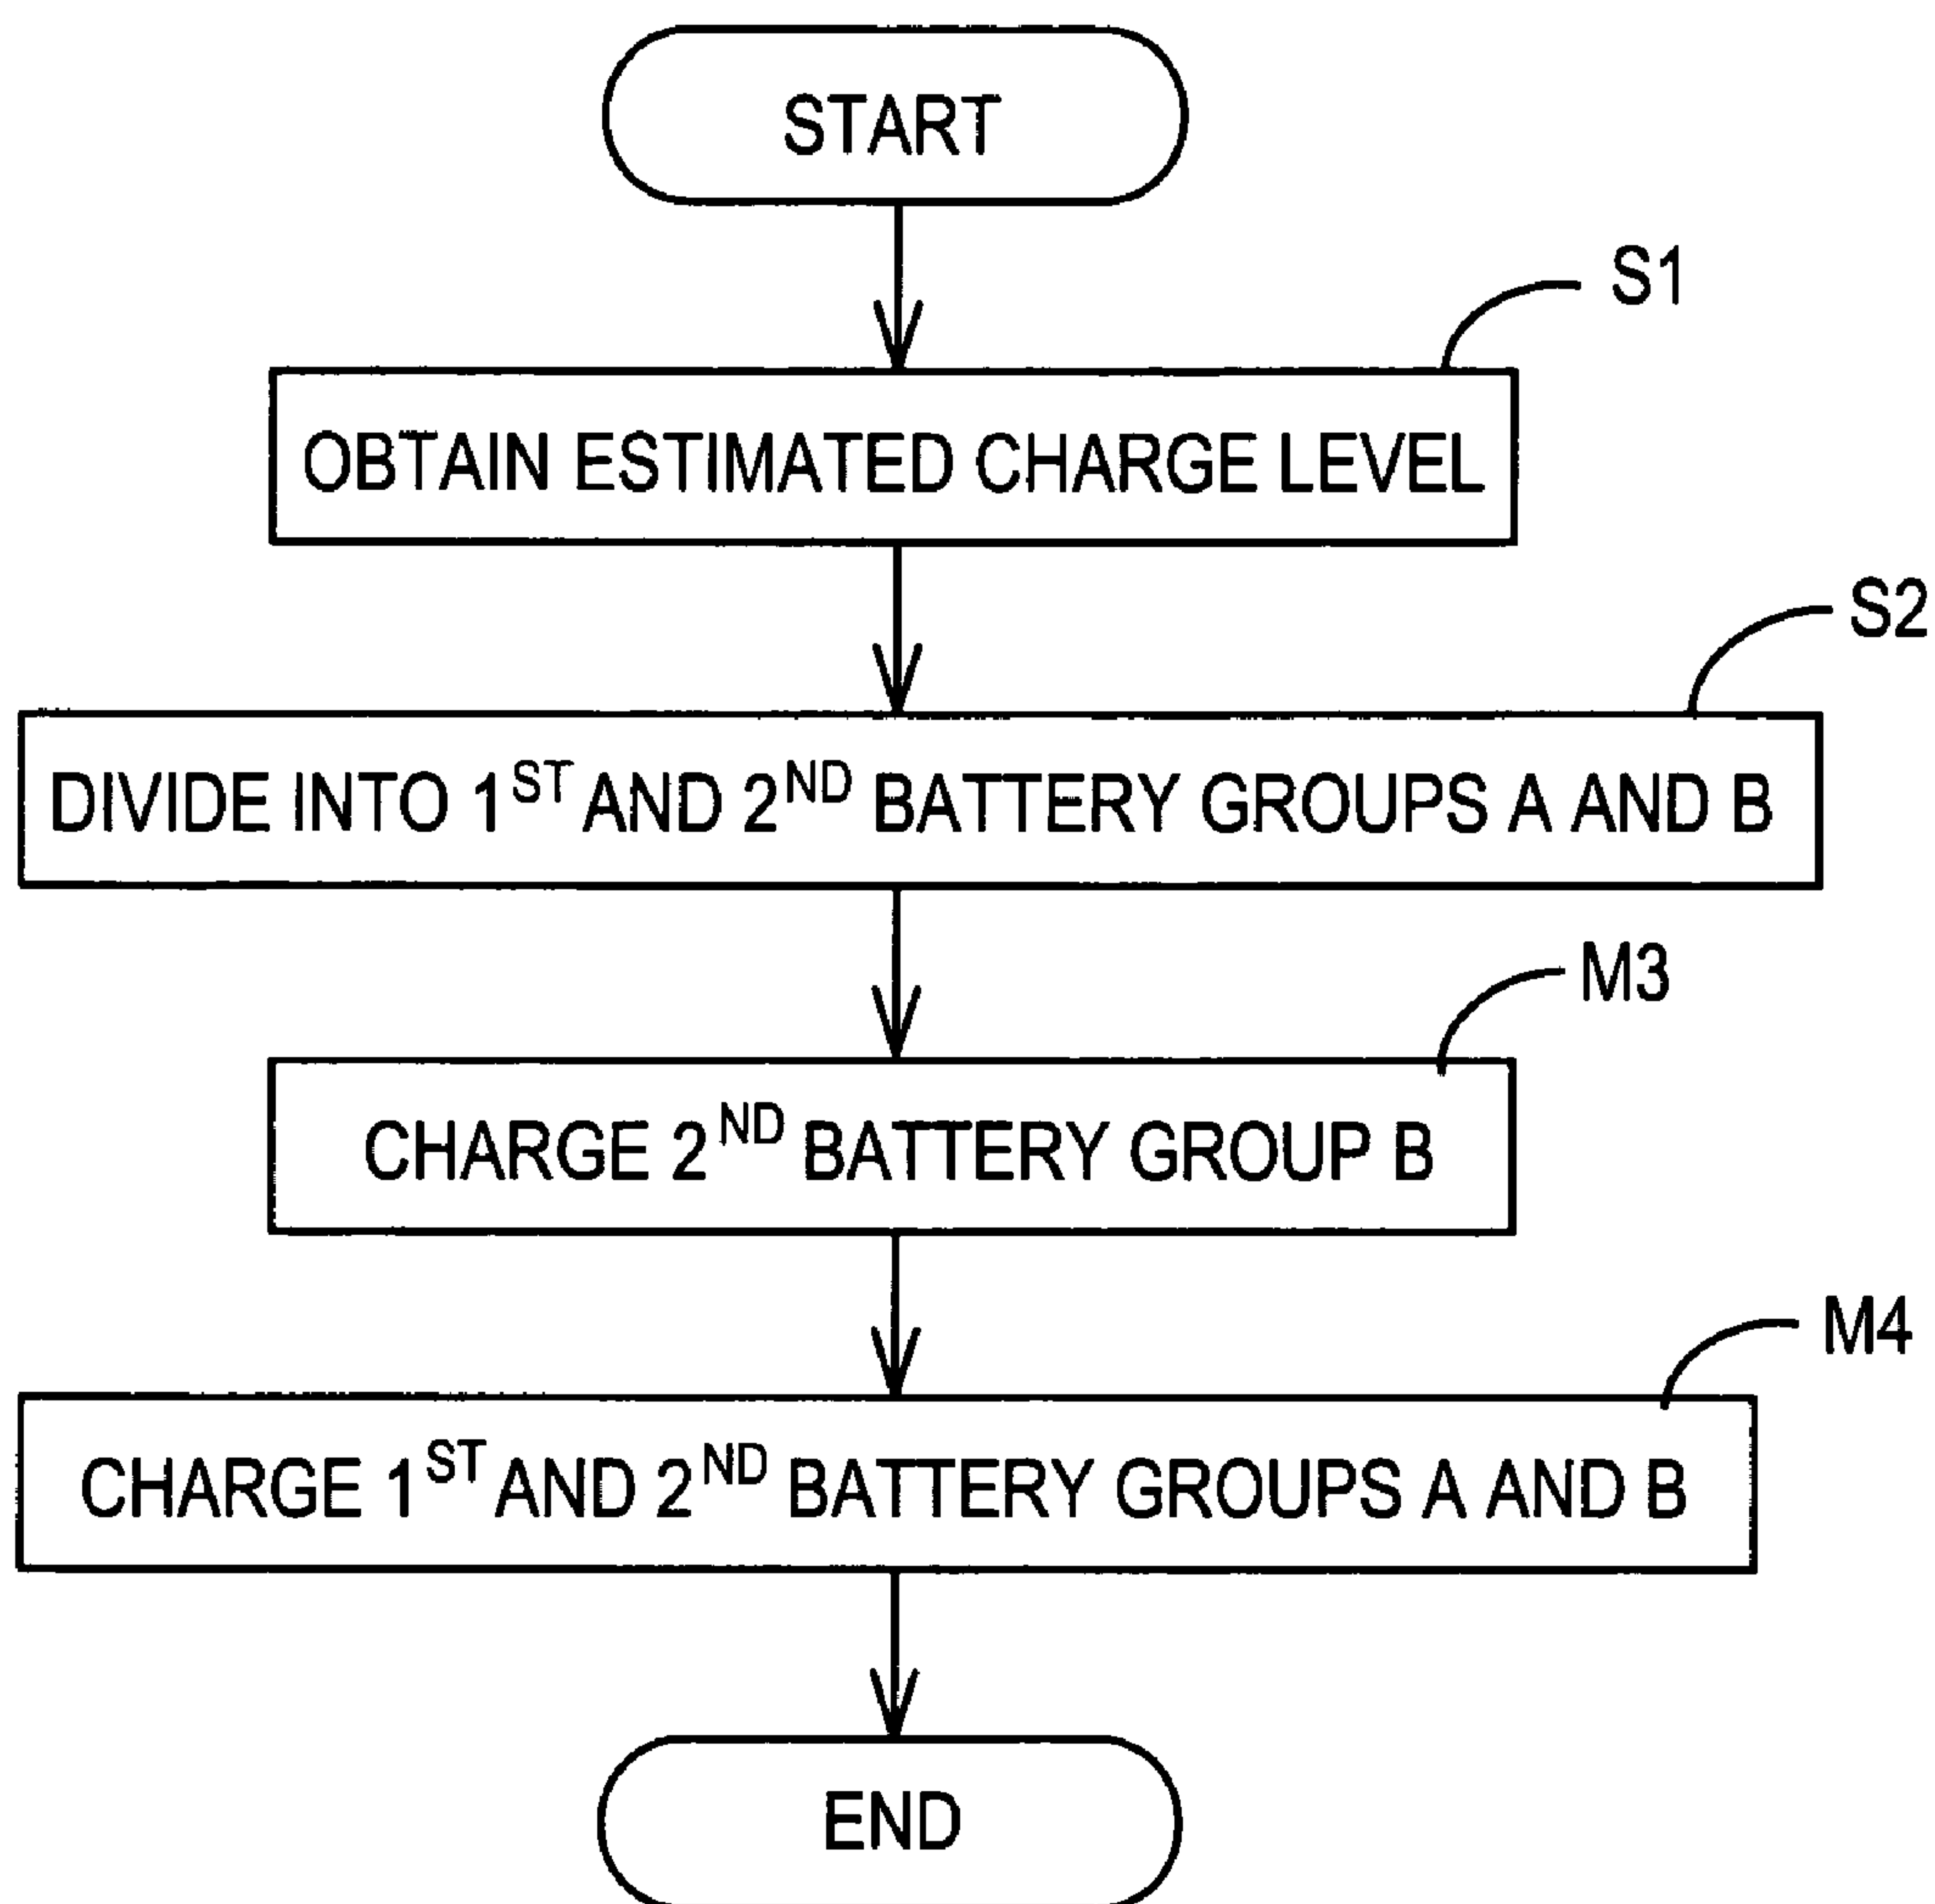 START
S1
OBTAIN ESTIMATED CHARGE LEVEL
S2
DIVIDE INTO 1ST AND 2ND BATTERY GROUPS A AND B
M3
CHARGE 2ND BATTERY GROUP B
M4
CHARGE 1ST AND 2ND BATTERY GROUPS A AND B
END